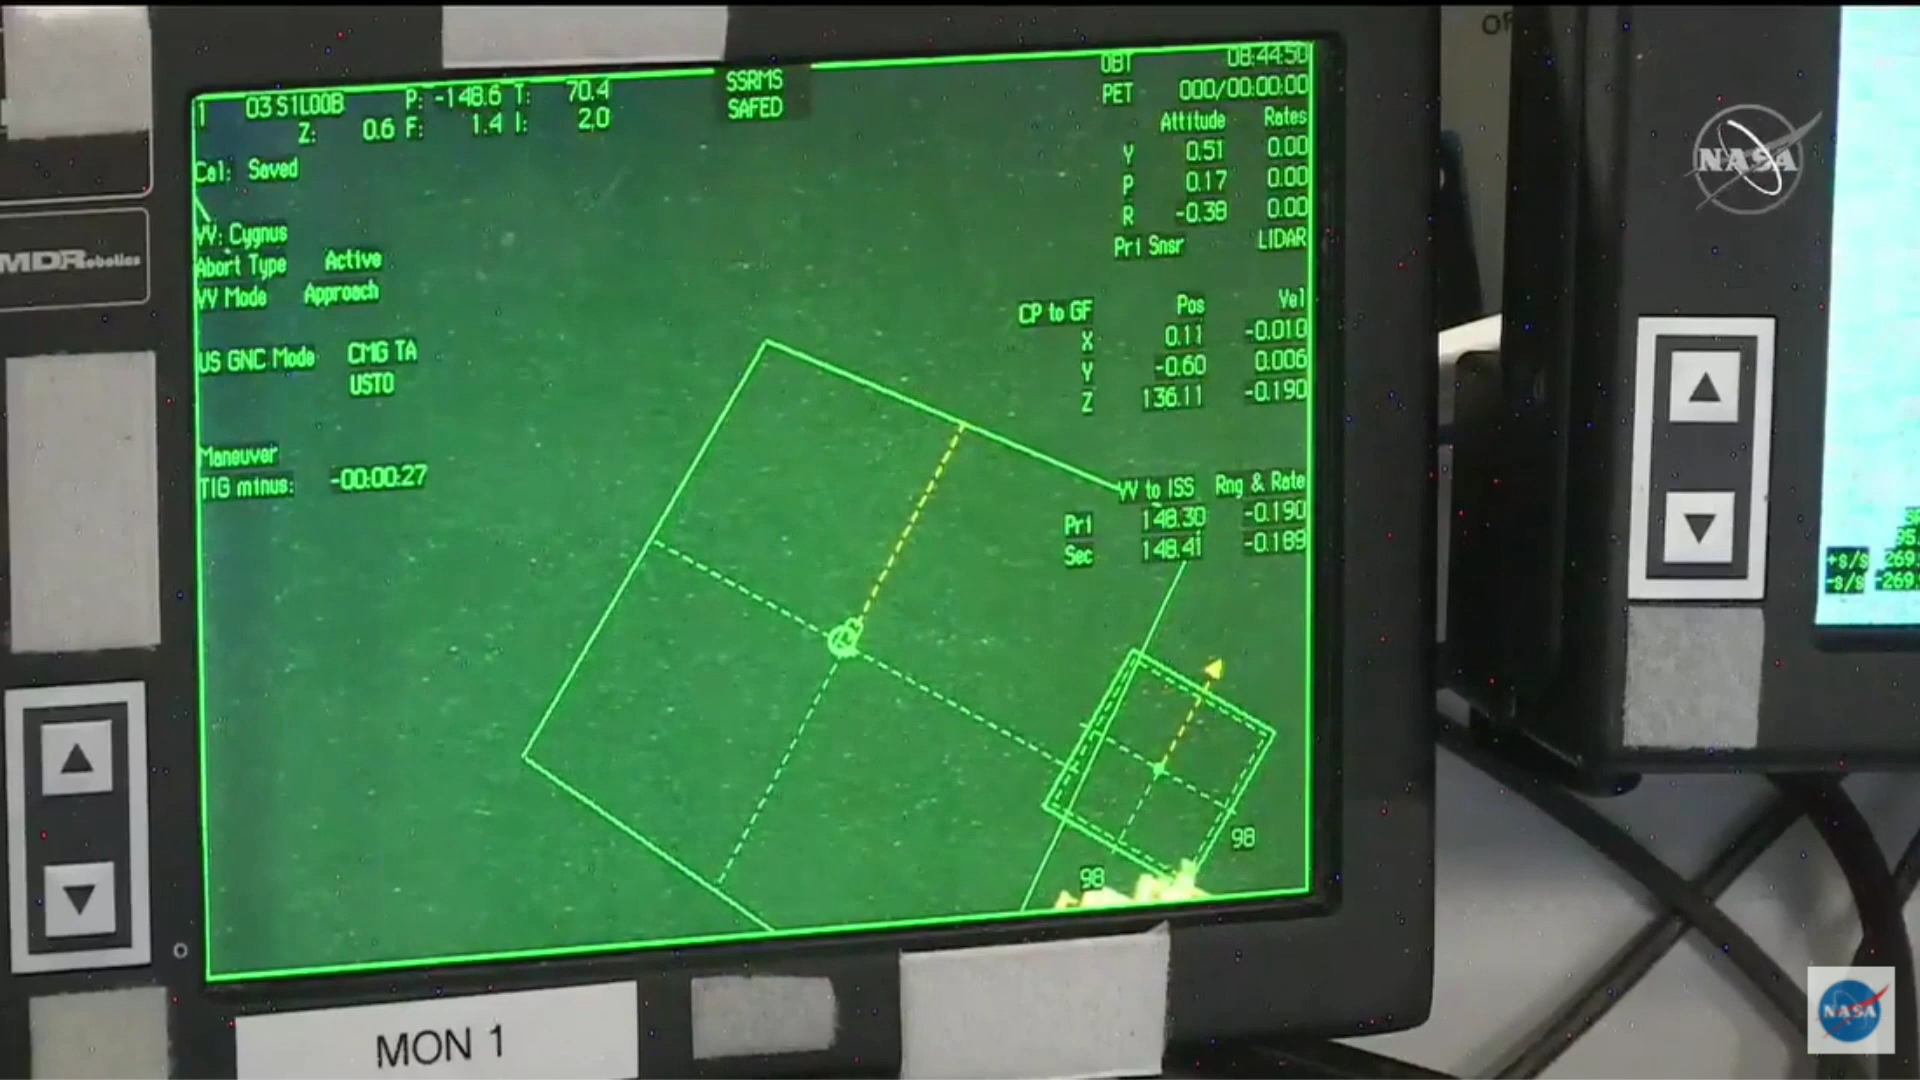 1 03 S1LOOB P: -148.6 T: 70.4
Z: 0.6 F: 1.4 I: 2.0
SSRMS
SAFED
OBT 08:44:50
PET 000/00:00:00
Attitude Rates
Y 0.51 0.00
P 0.17 0.00
R -0.38 0.00
Pri Snsr LIDAR
Cal: Saved
VV: Cygnus
Abort Type Active
VV Mode Approach
US GNC Mode CMG TA
USTO
Maneuver
TIG minus: -00:00:27
CP to GF Pos Vel
X 0.11 -0.010
Y -0.60 0.006
Z 136.11 -0.190
VV to ISS Rng & Rate
Pri 148.30 -0.190
Sec 148.41 -0.189
98
98
MDRobotics
MON 1
NASA
+s/s 269
-s/s -269
NASA